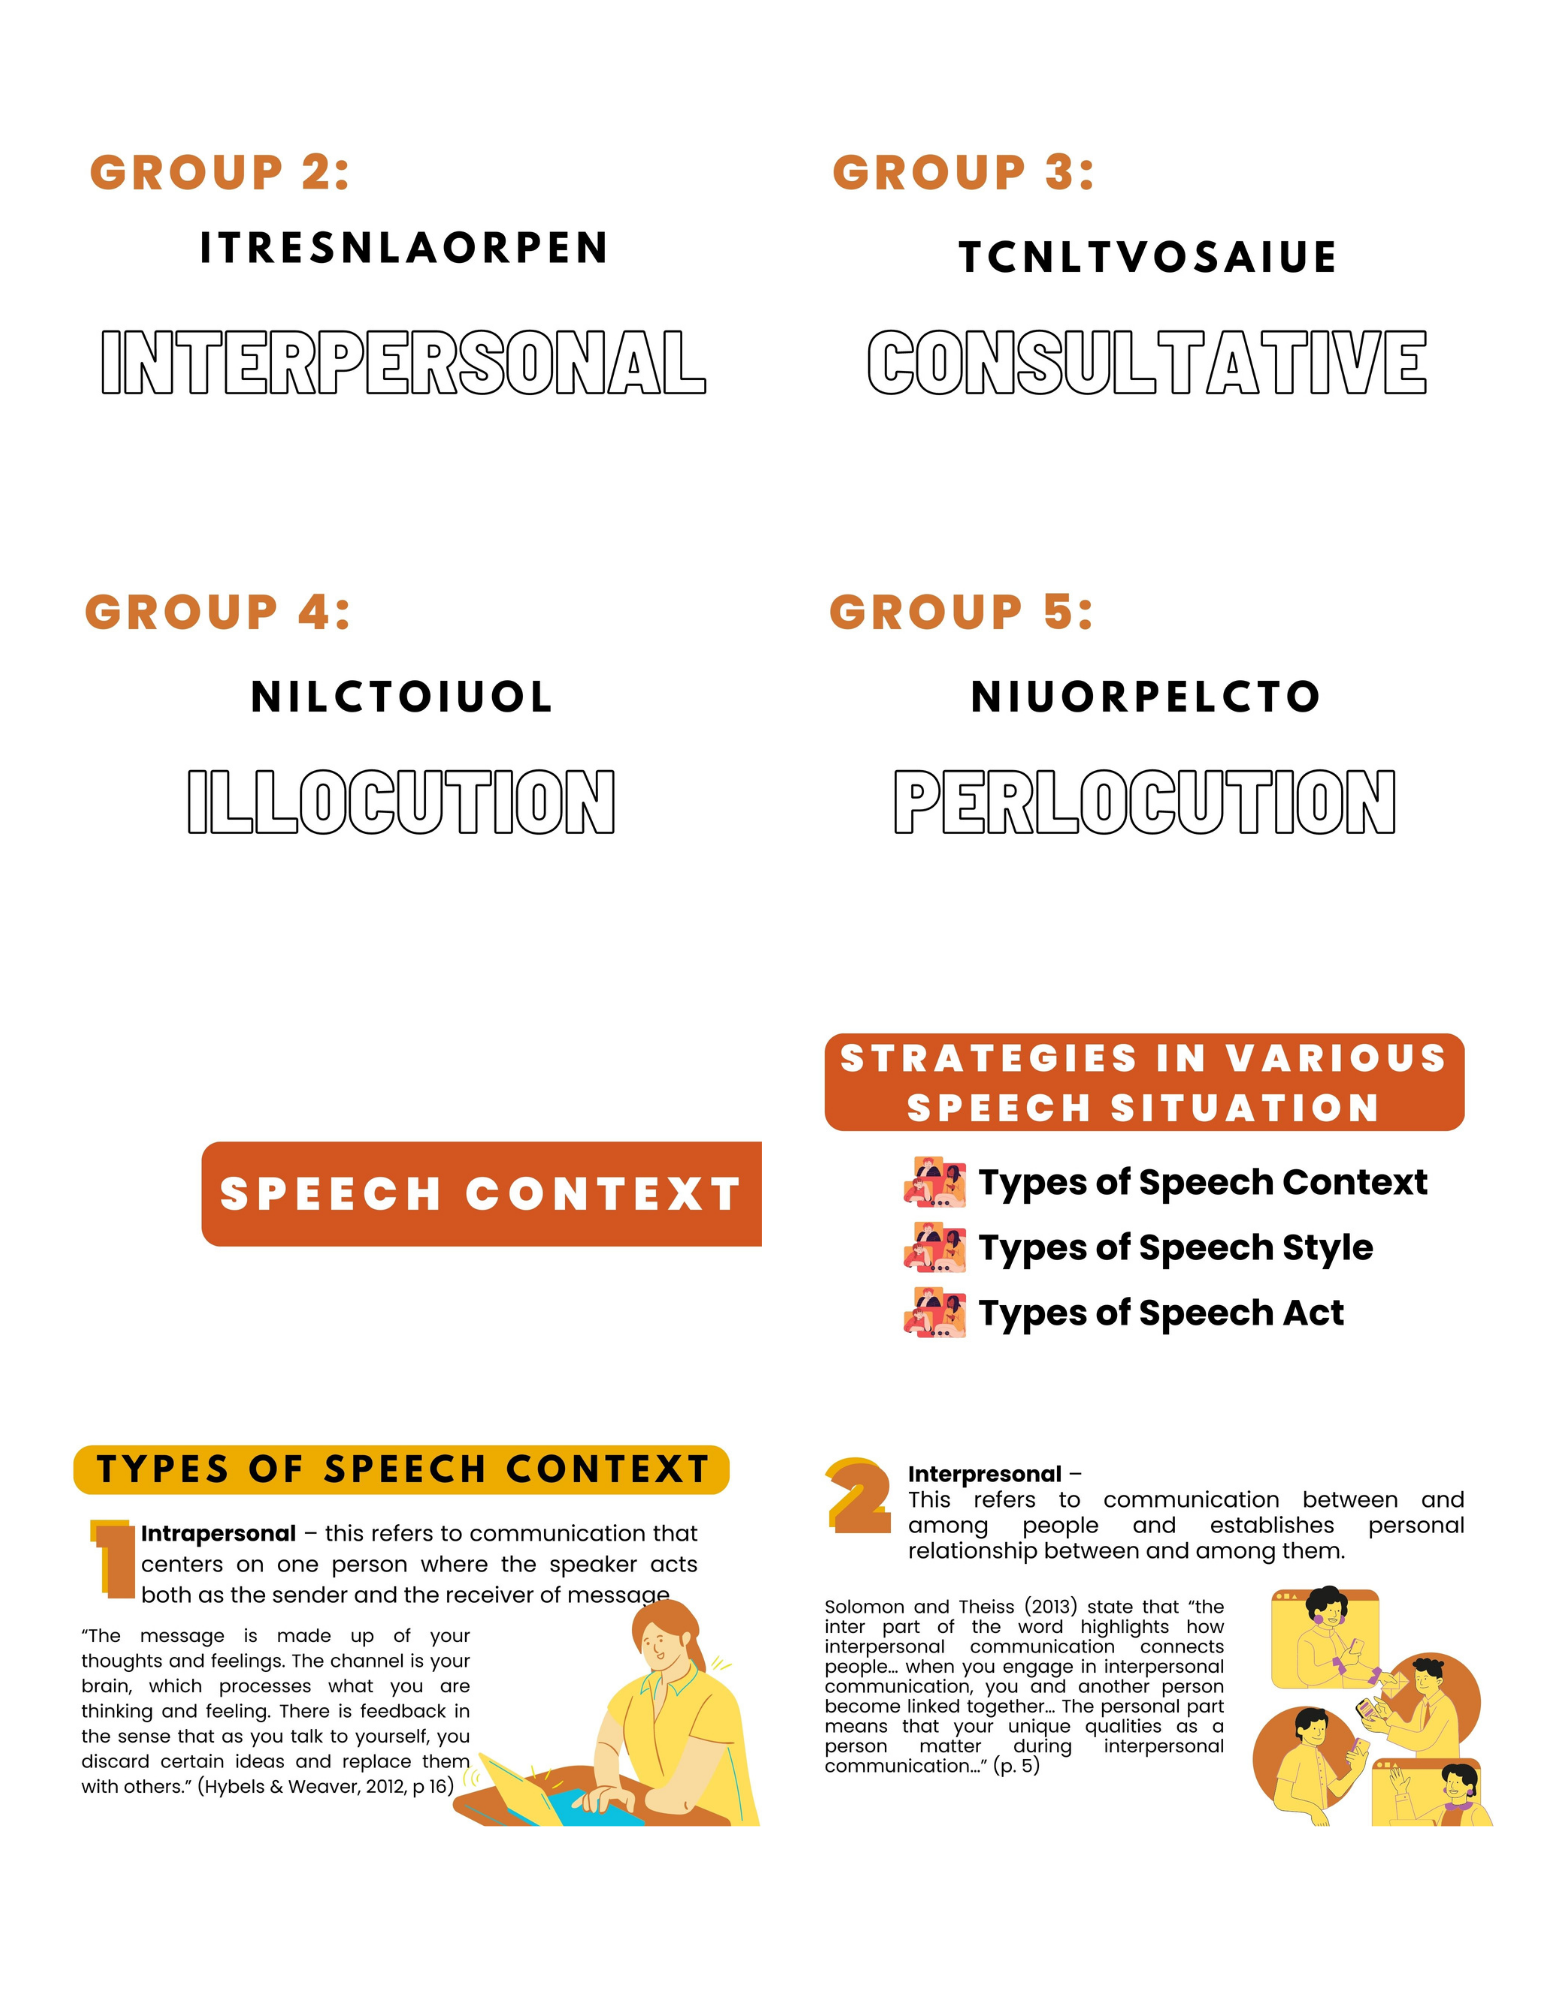 GROUP 2:
ITRESNLAORPEN
INTERPERSONAL
GROUP 3:
TCNLTVOSAIUE
CONSULTATIVE
GROUP 4:
NILCTOIUOL
ILLOCUTION
GROUP 5:
NIUORPELCTO
PERLOCUTION
SPEECH CONTEXT
STRATEGIES IN VARIOUS
SPEECH SITUATION
Types of Speech Context
Types of Speech Style
Types of Speech Act
TYPES OF SPEECH CONTEXT
1
Intrapersonal – this refers to communication that
centers on one person where the speaker acts
both as the sender and the receiver of message
“The message is made up of your
thoughts and feelings. The channel is your
brain, which processes what you are
thinking and feeling. There is feedback in
the sense that as you talk to yourself, you
discard certain ideas and replace them
with others.” (Hybels & Weaver, 2012, p 16)
2
Interpresonal –
This refers to communication between and
among people and establishes personal
relationship between and among them.
Solomon and Theiss (2013) state that “the
inter part of the word highlights how
interpersonal communication connects
people… when you engage in interpersonal
communication, you and another person
become linked together… The personal part
means that your unique qualities as a
person matter during interpersonal
communication…” (p. 5)